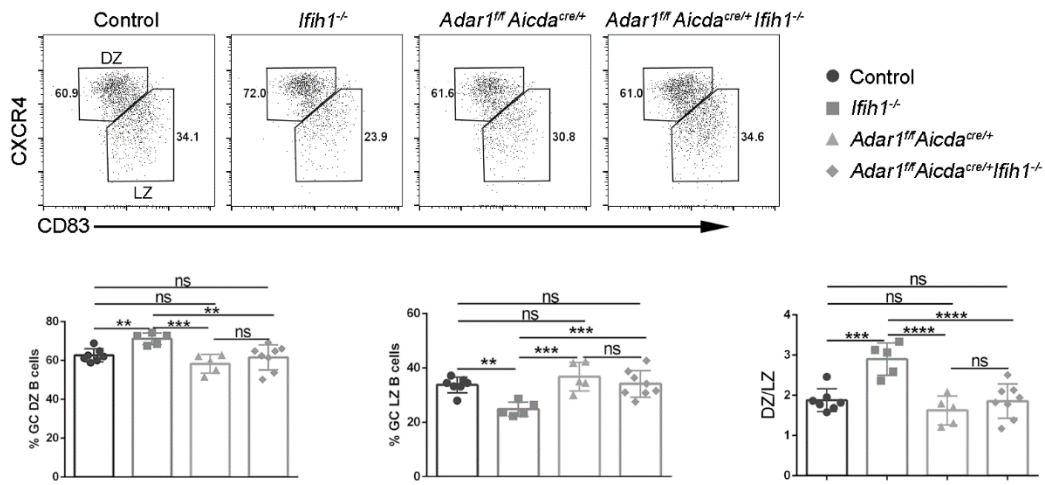 Control
Ifih1-/-
Adar1f/f Aicdacre/+
Adar1f/f Aicdacre/+ Ifih1-/-
DZ
60.9
34.1
LZ
72.0
23.9
61.6
30.8
61.0
34.6
CXCR4
CD83
Control
Ifih1-/-
Adar1f/fAicdacre/+
Adar1f/fAicdacre/+Ifih1-/-
ns
ns
**
** *** ns
80
60
40
20
0
% GC DZ B cells
ns
ns
***
** *** ns
80
60
40
20
0
% GC LZ B cells
ns
ns
****
*** **** ns
4
3
2
1
0
DZ/LZ